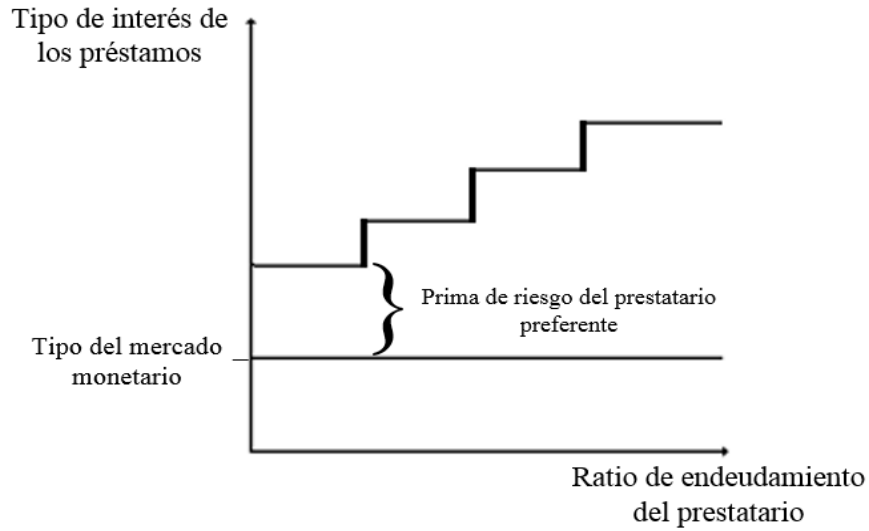 Tipo de interés de
los préstamos
Prima de riesgo del prestatario
preferente
Tipo del mercado
monetario
Ratio de endeudamiento
del prestatario